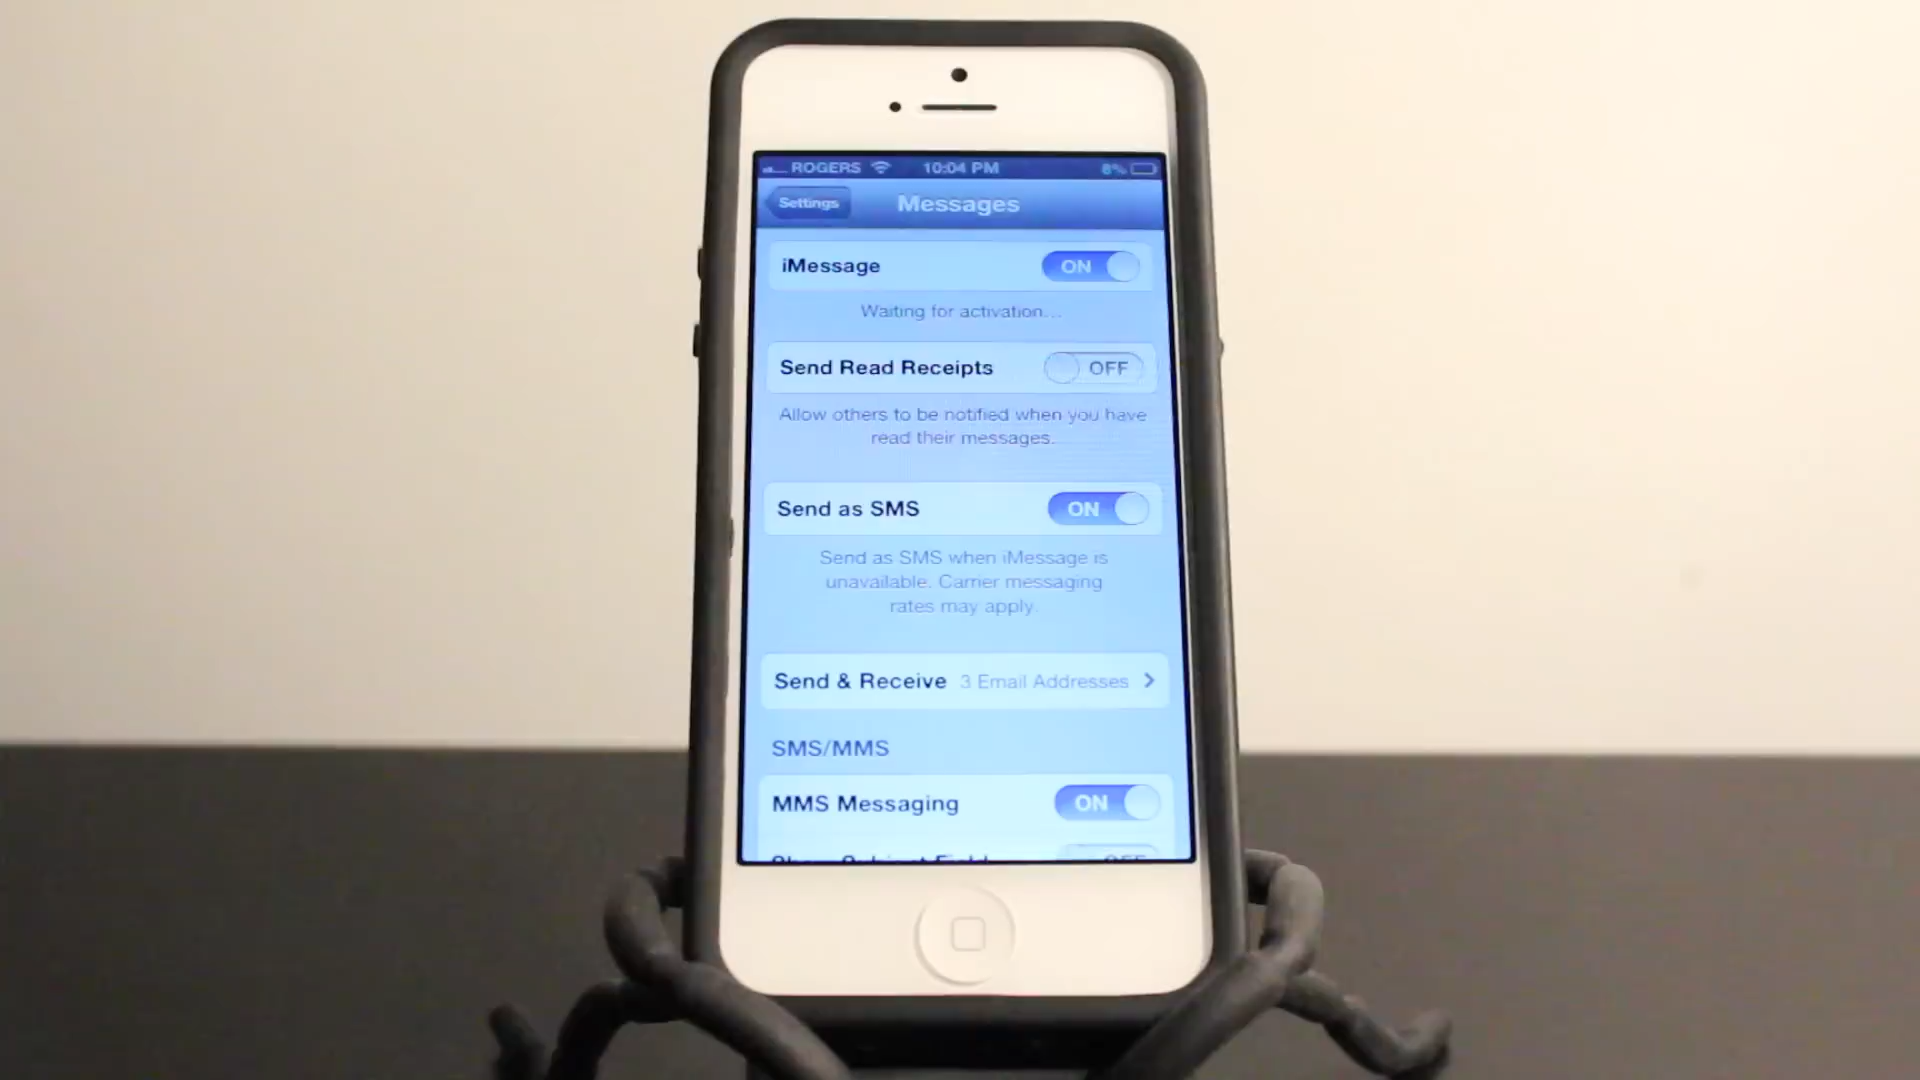 ROGERS 10:04 PM 8%
Settings Messages
iMessage ON
Waiting for activation...
Send Read Receipts OFF
Allow others to be notified when you have
read their messages.
Send as SMS ON
Send as SMS when iMessage is
unavailable. Carrier messaging
rates may apply.
Send & Receive 3 Email Addresses
SMS/MMS
MMS Messaging ON